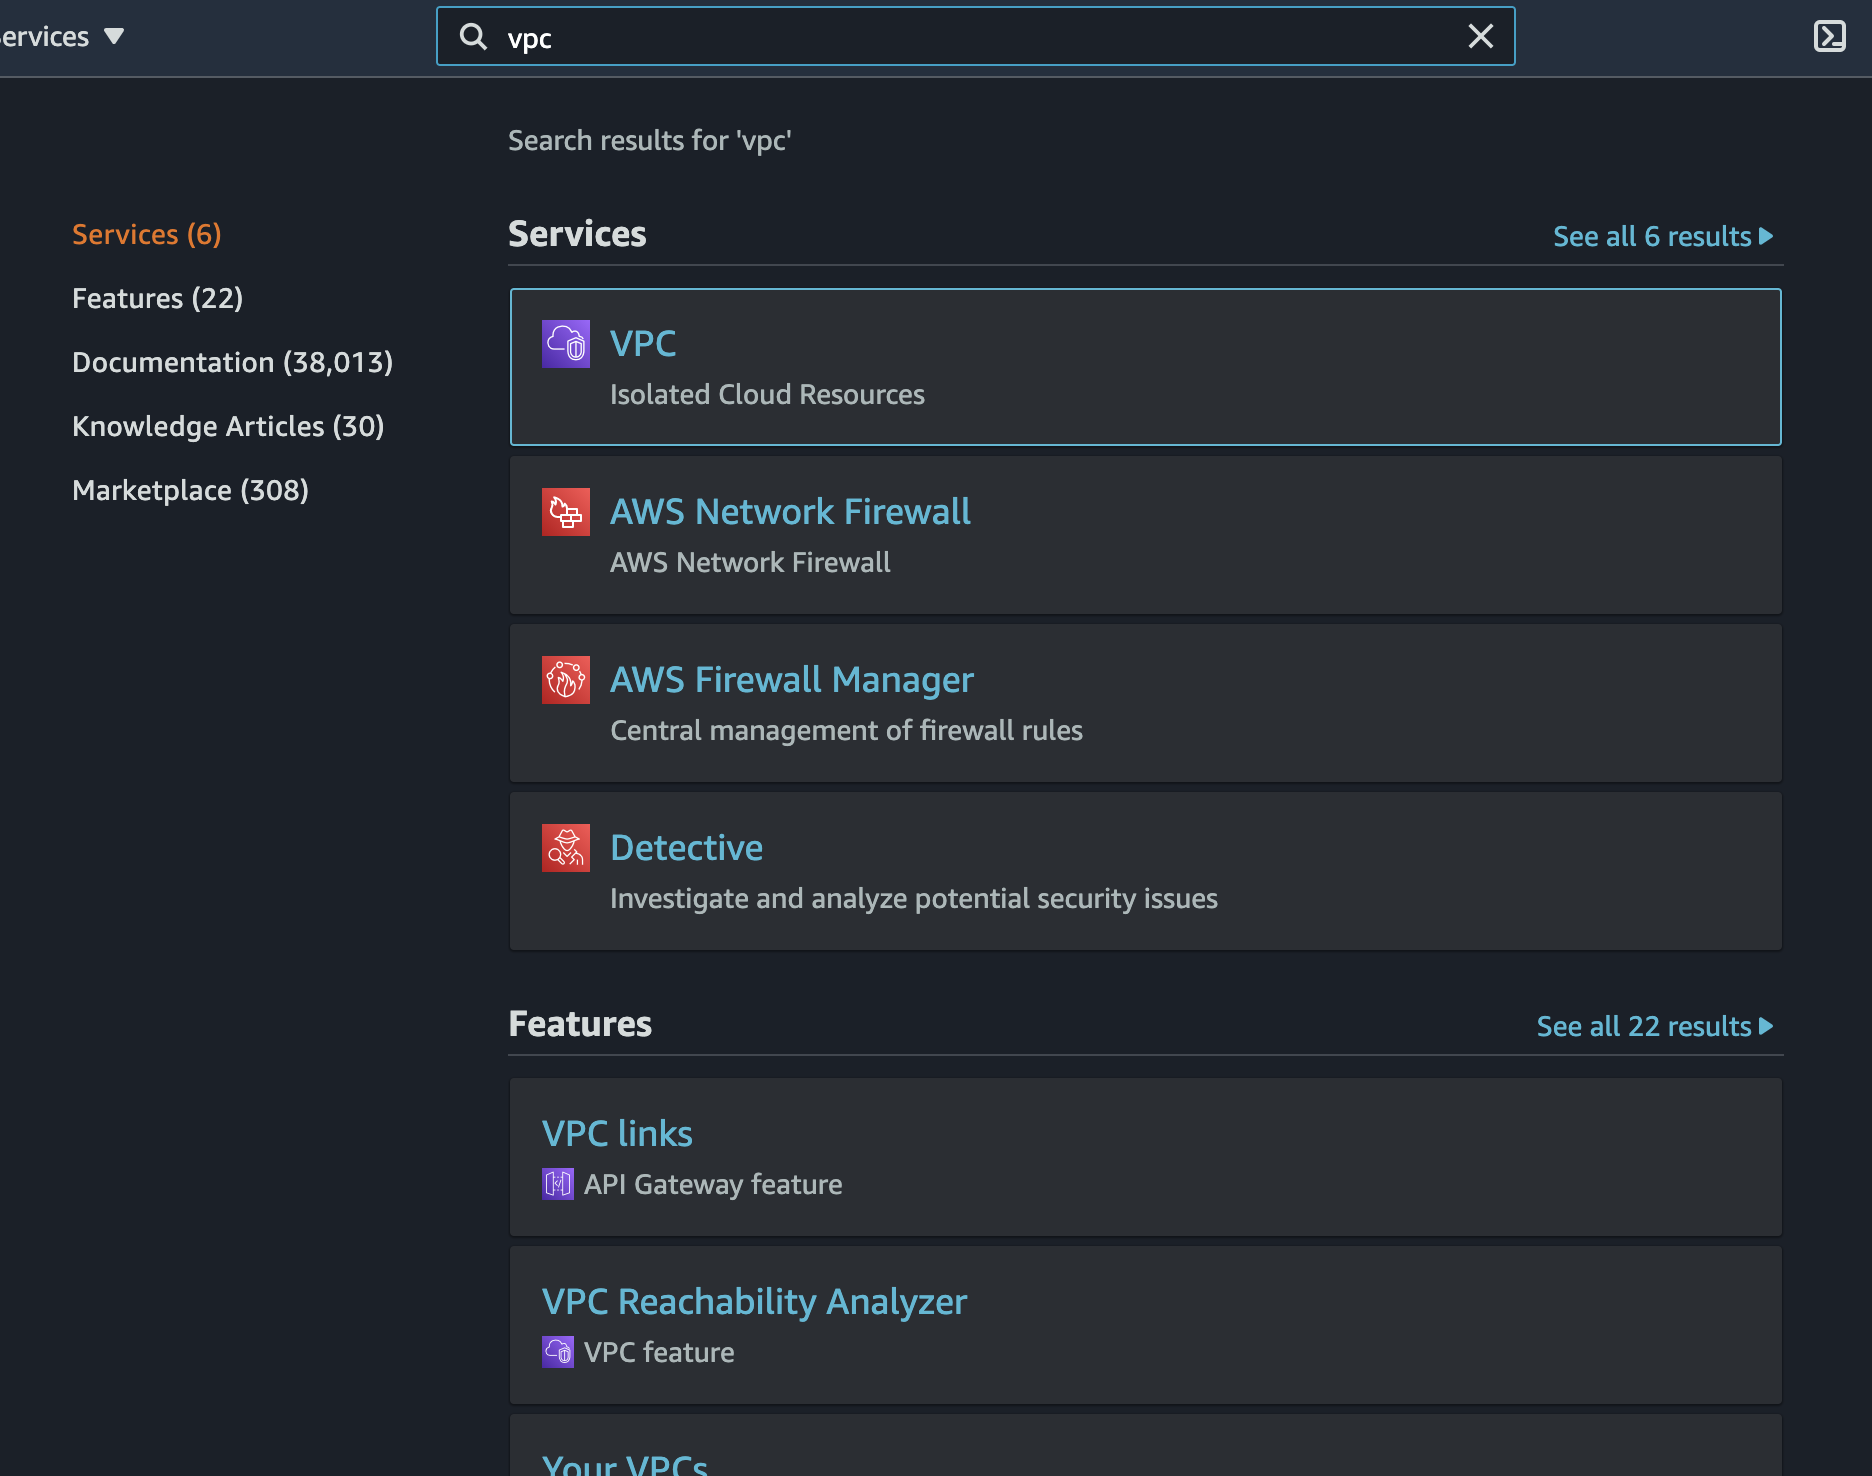 ervices
vpc
Search results for 'vpc'
Services (6)
Features (22)
Documentation (38,013)
Knowledge Articles (30)
Marketplace (308)
Services
See all 6 results
VPC
Isolated Cloud Resources
AWS Network Firewall
AWS Network Firewall
AWS Firewall Manager
Central management of firewall rules
Detective
Investigate and analyze potential security issues
Features
See all 22 results
VPC links
API Gateway feature
VPC Reachability Analyzer
VPC feature
Your VPCs